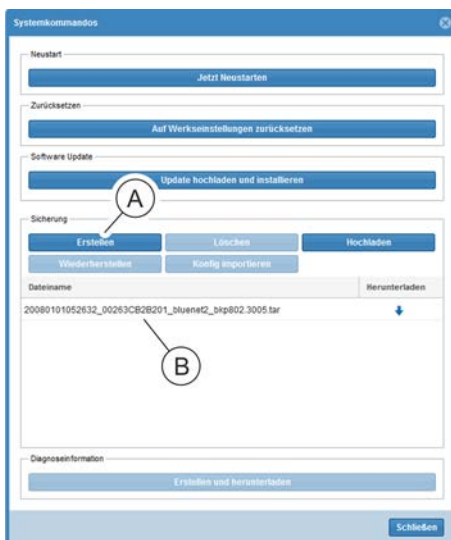 Systemkommandos
Neustart
Jetzt Neustarten
Zurücksetzen
Auf Werkseinstellungen zurücksetzen
Software Update
Update hochladen und installieren
A
Sicherung
Erstellen Löschen Hochladen
Wiederherstellen Konfig importieren
Dateiname Herunterladen
20080101052632_00263CB2B201_bluenet2_bkp802.3005.tar
B
Diagnoseinformation
Erstellen und herunterladen
Schließen